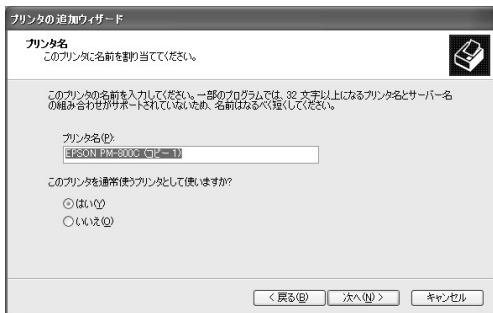 プリンタの追加ウィザード
プリンタ名
このプリンタに名前を割り当ててください。
このプリンタの名前を入力してください。一部のプログラムでは、32 文字以上になるプリンタ名とサーバー名
の組み合わせがサポートされていないため、名前はなるべく短くしてください。
プリンタ名(P):
EPSON PM-800C (コピー 1)
このプリンタを通常使うプリンタとして使いますか?
はい(Y)
いいえ(O)
< 戻る(B)
次へ(N) >
キャンセル